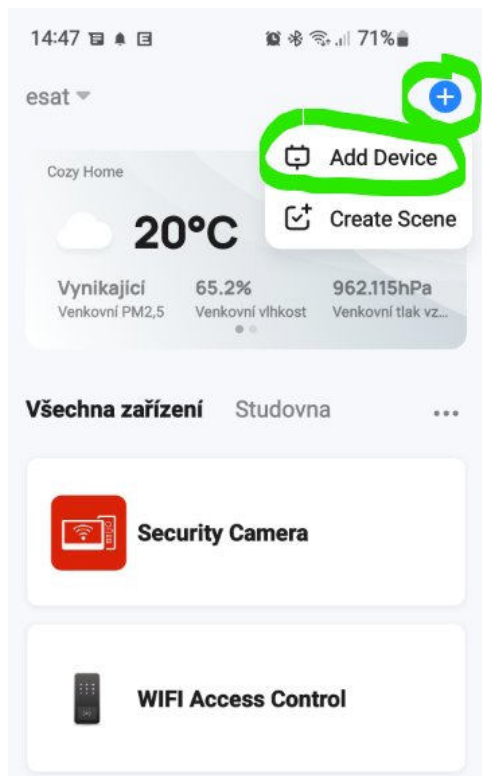 14:47 71%
esat
Add Device
Cozy Home
Create Scene
20°C
Vynikající 65.2% 962.115hPa
Venkovní PM2,5 Venkovní vlhkost Venkovní tlak vz...
Všechna zařízení Studovna
Security Camera
WIFI Access Control